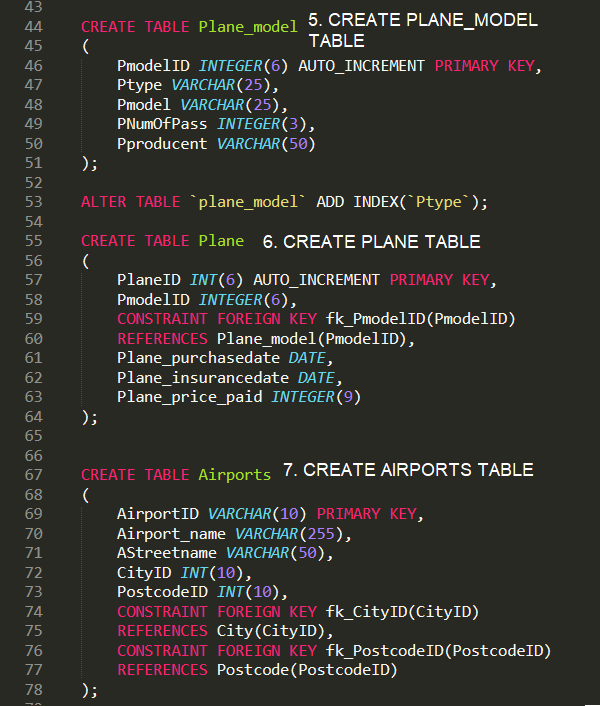 43
44 CREATE TABLE Plane_model 5. CREATE PLANE_MODEL
TABLE
45 (
46 PmodelID INTEGER(6) AUTO_INCREMENT PRIMARY KEY,
47 Ptype VARCHAR(25),
48 Pmodel VARCHAR(25),
49 PNumOfPass INTEGER(3),
50 Pproducent VARCHAR(50)
51 );
52
53 ALTER TABLE `plane_model` ADD INDEX(`Ptype`);
54
55 CREATE TABLE Plane 6. CREATE PLANE TABLE
56 (
57 PlaneID INT(6) AUTO_INCREMENT PRIMARY KEY,
58 PmodelID INTEGER(6),
59 CONSTRAINT FOREIGN KEY fk_PmodelID(PmodelID)
60 REFERENCES Plane_model(PmodelID),
61 Plane_purchasedate DATE,
62 Plane_insurancedate DATE,
63 Plane_price_paid INTEGER(9)
64 );
65
66
67 CREATE TABLE Airports 7. CREATE AIRPORTS TABLE
68 (
69 AirportID VARCHAR(10) PRIMARY KEY,
70 Airport_name VARCHAR(255),
71 AStreetname VARCHAR(50),
72 CityID INT(10),
73 PostcodeID INT(10),
74 CONSTRAINT FOREIGN KEY fk_CityID(CityID)
75 REFERENCES City(CityID),
76 CONSTRAINT FOREIGN KEY fk_PostcodeID(PostcodeID)
77 REFERENCES Postcode(PostcodeID)
78 );